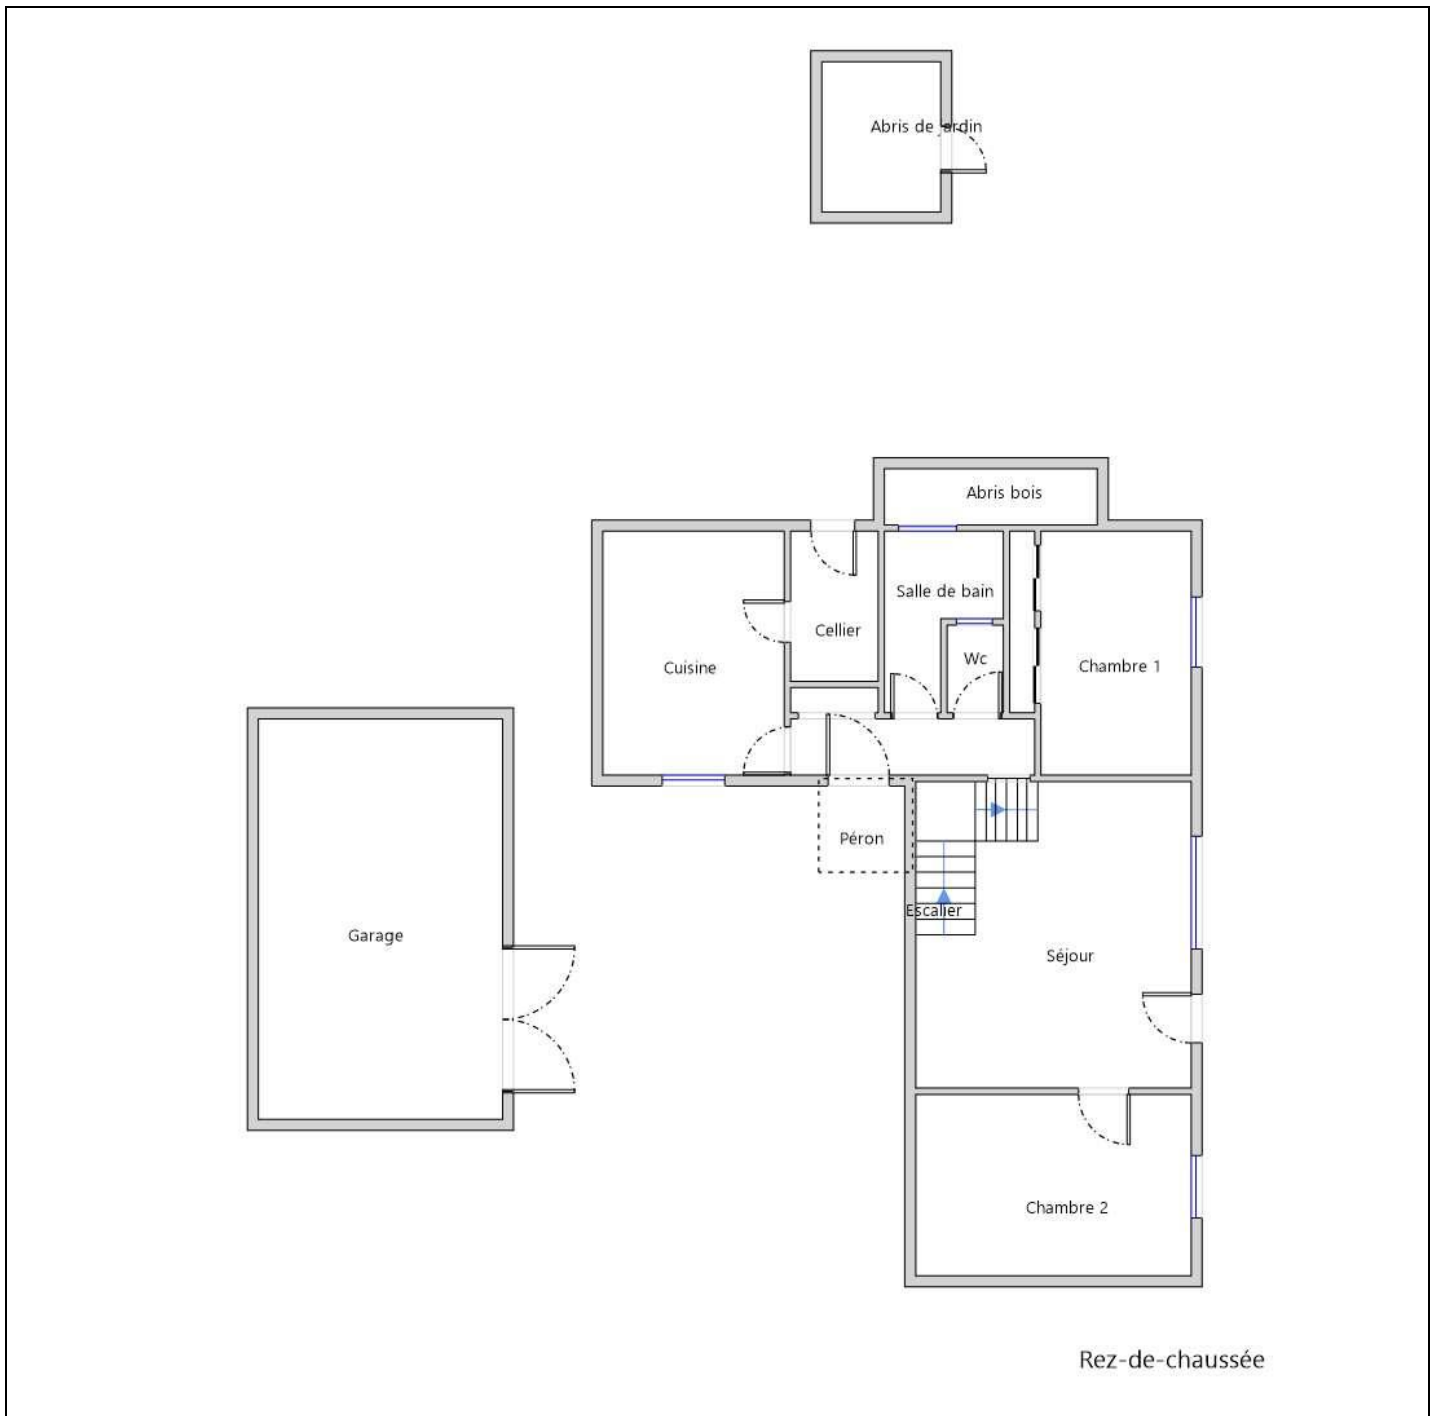 Abris de jardin
Abris bois
Salle de bain
Cellier
Wc
Cuisine
Chambre 1
Péron
Escalier
Garage
Séjour
Chambre 2
Rez-de-chaussée